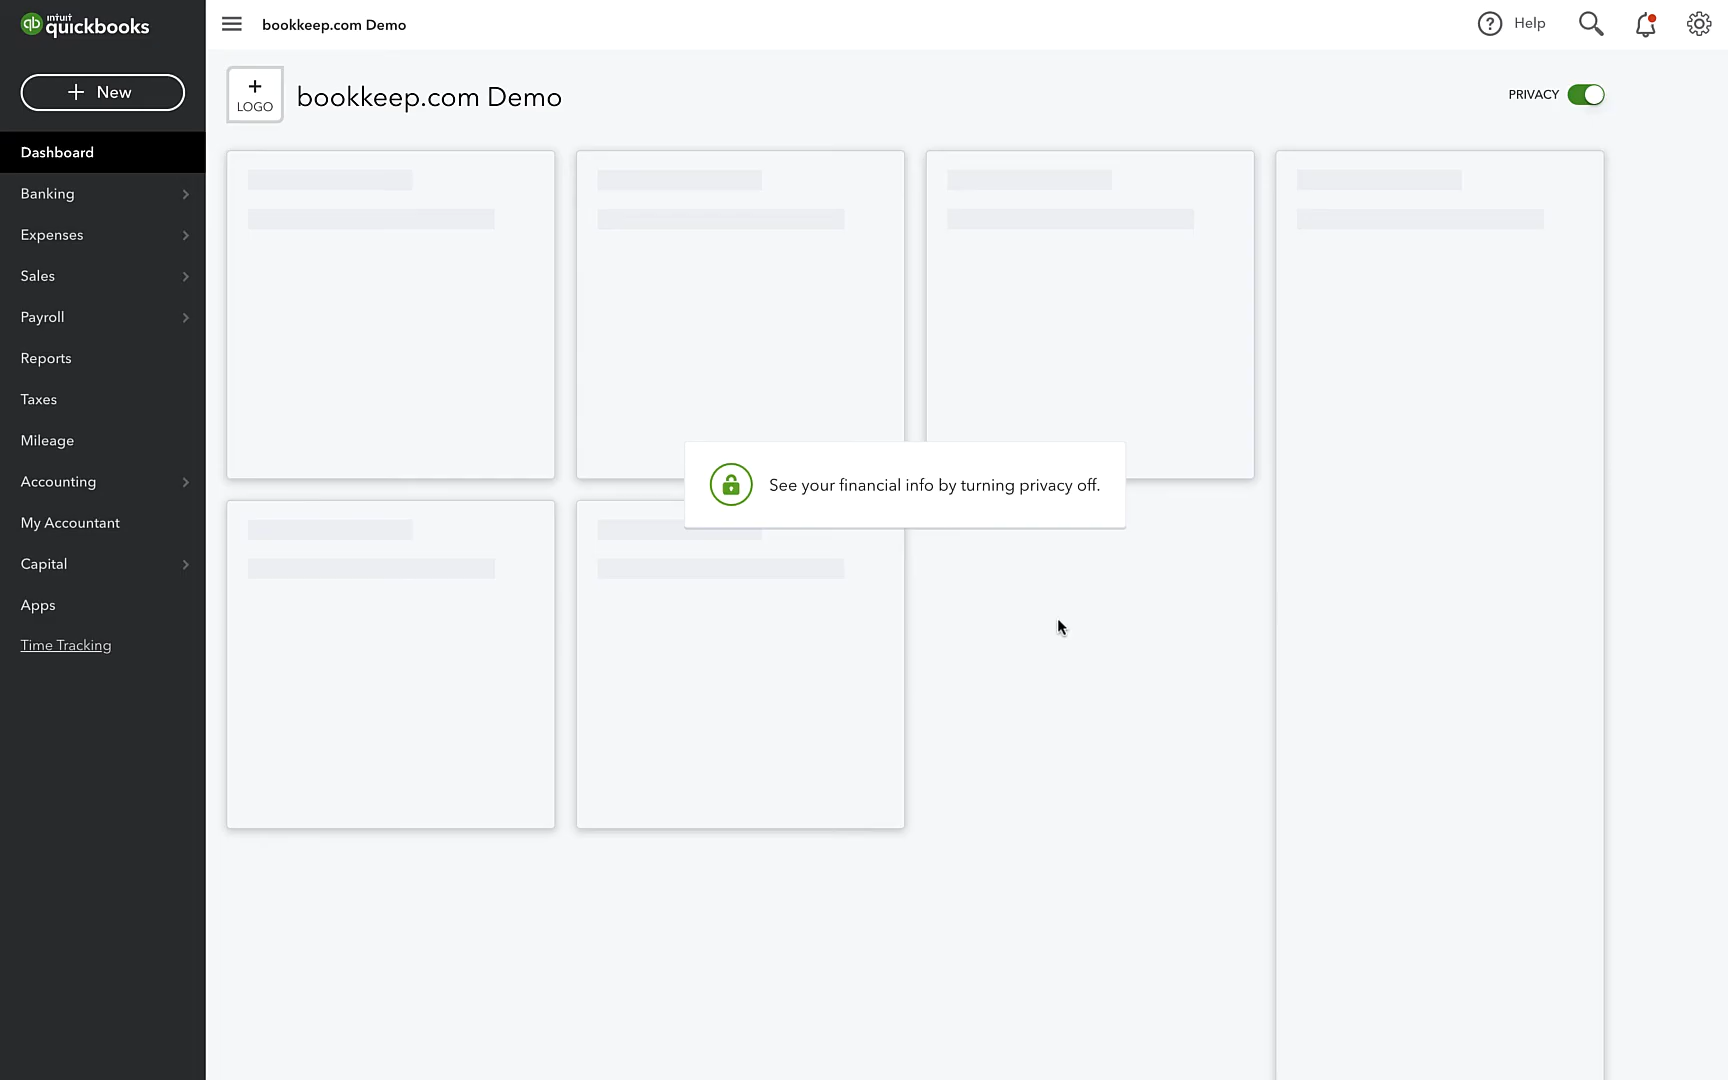 intuit
quickbooks
bookkeep.com Demo
Help
+ New
+
LOGO
bookkeep.com Demo
PRIVACY
Dashboard
Banking
Expenses
Sales
Payroll
Reports
Taxes
Mileage
Accounting
My Accountant
Capital
Apps
Time Tracking
See your financial info by turning privacy off.